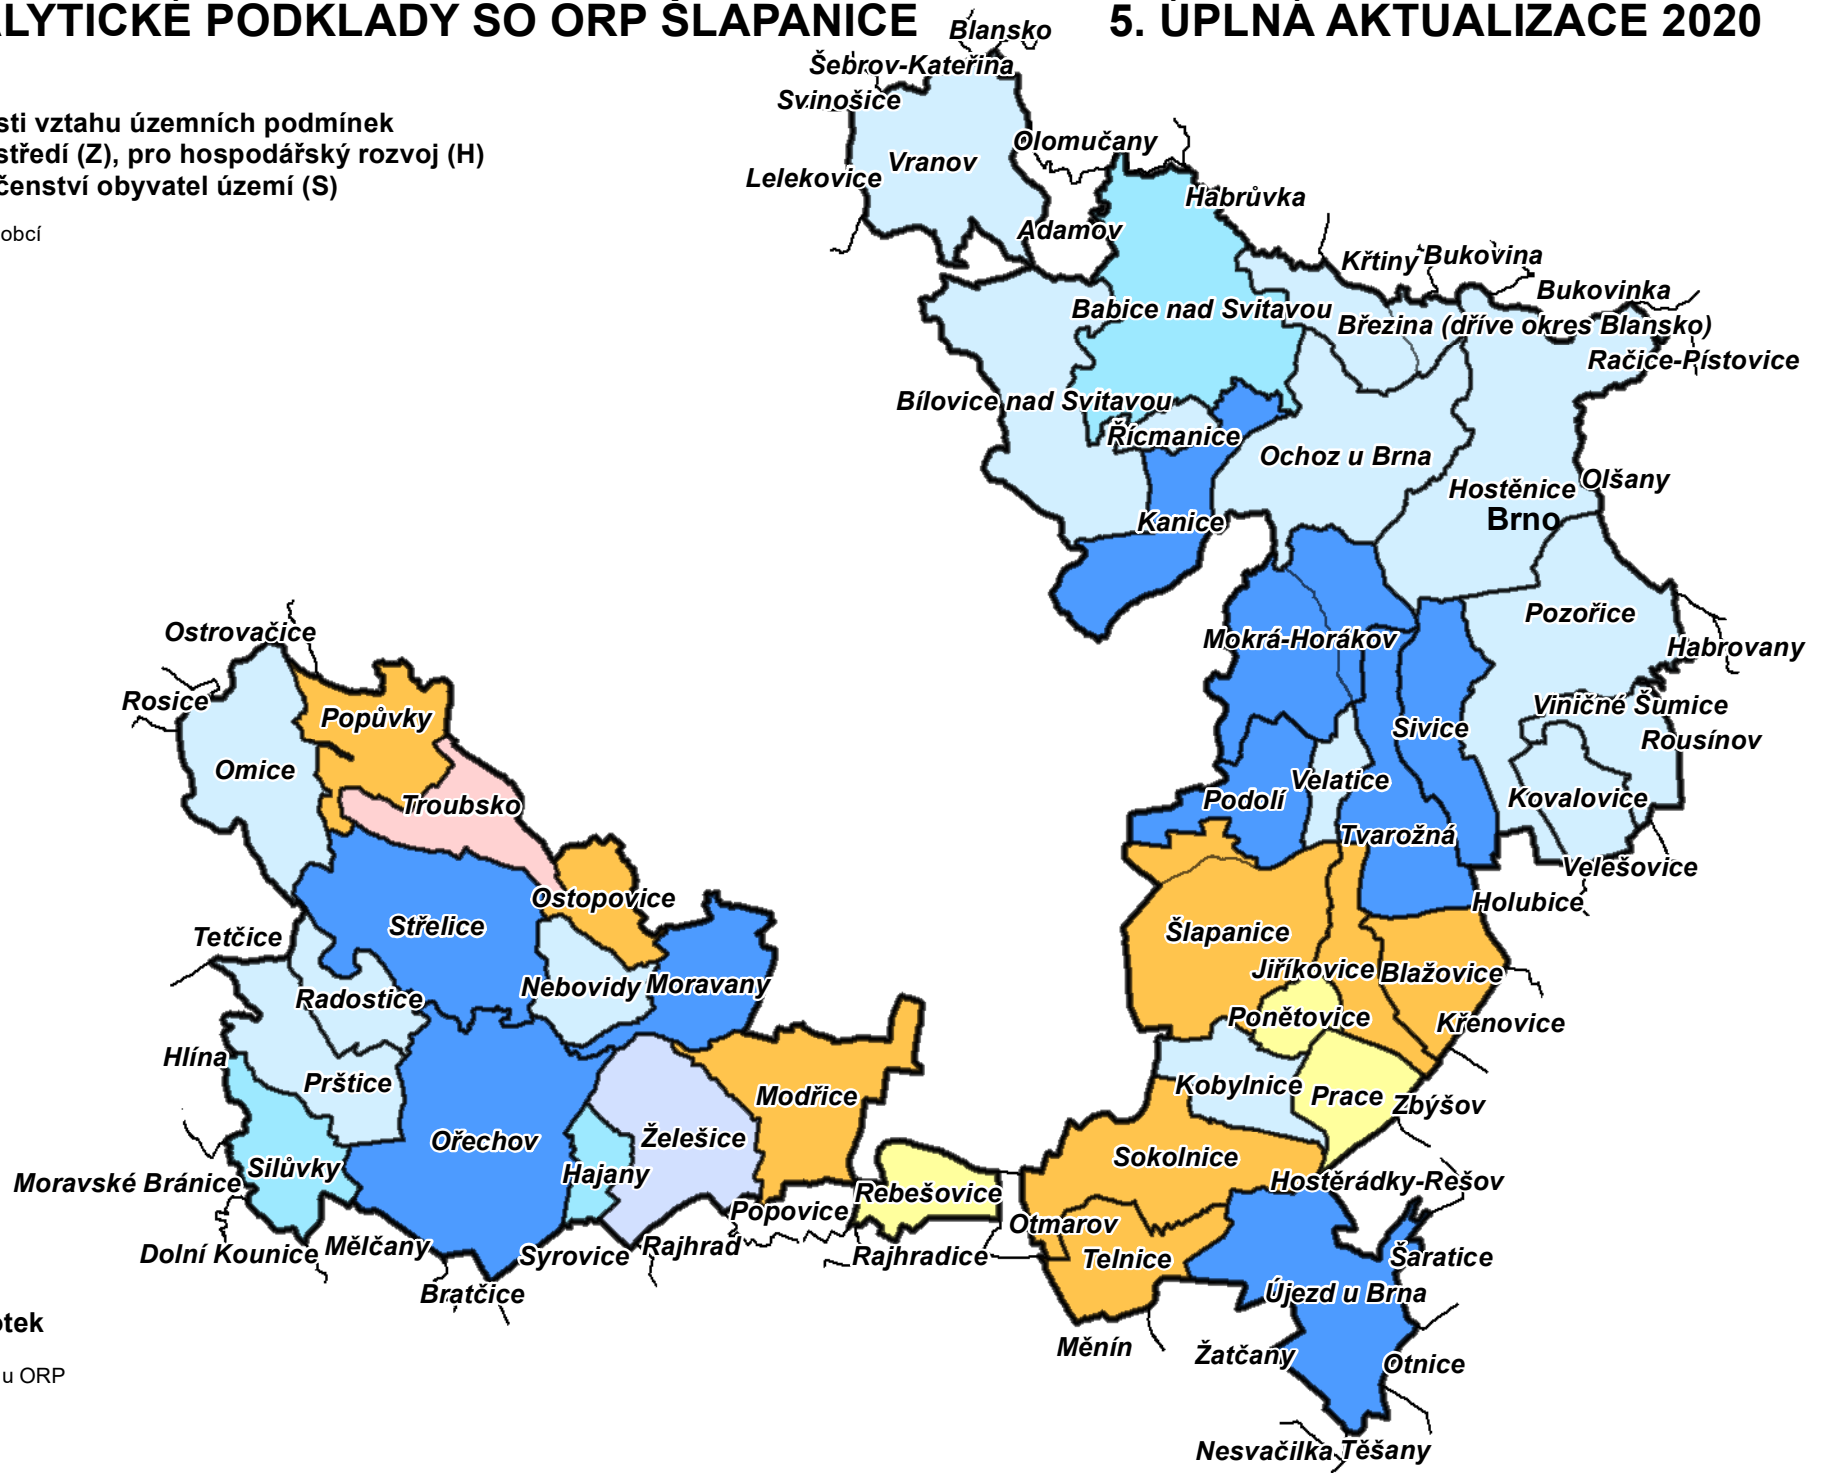 LYTICKÉ PODKLADY SO ORP ŠLAPANICE
5. ÚPLNÁ AKTUALIZACE 2020
sti vztahu územních podmínek
středí (Z), pro hospodářský rozvoj (H)
čenství obyvatel území (S)
obcí
Blansko
Šebrov-Kateřina
Svinošice
Olomučany
Vranov
Lelekovice
Habrůvka
Adamov
Křtiny
Bukovina
Bukovinka
Babice nad Svitavou
Březina (dříve okres Blansko)
Račice-Pístovice
Bílovice nad Svitavou
Řícmanice
Ochoz u Brna
Olšany
Hostěnice
Brno
Kanice
Pozořice
Ostrovačice
Mokrá-Horákov
Habrovany
Rosice
Viničné Šumice
Popůvky
Sivice
Rousínov
Omice
Velatice
Podolí
Kovalovice
Troubsko
Tvarožná
Velešovice
Ostopovice
Holubice
Střelice
Šlapanice
Tetčice
Jiříkovice
Blažovice
Nebovidy
Moravany
Radostice
Ponětovice
Křenovice
Hlína
Prštice
Kobylnice
Modřice
Prace
Zbýšov
Ořechov
Želešice
Sokolnice
Silůvky
Hajany
Moravské Bránice
Hostěrádky-Rešov
Rebešovice
Popovice
Otmarov
Dolní Kounice
Mělčany
Syrovice
Rajhrad
Rajhradice
Telnice
Šaratice
Bratčice
Újezd u Brna
otek
Měnín
Žatčany
Otnice
u ORP
Nesvačilka
Těšany